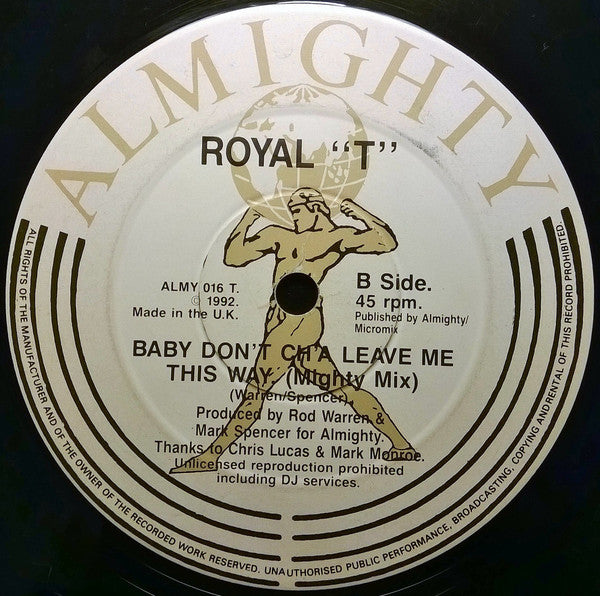 ALMIGHTY
ROYAL "T"
ALMY 016 T.
© 1992.
Made in the U.K.
B Side.
45 rpm.
Published by Almighty/
Micromix
BABY DON'T CH'A LEAVE ME
THIS WAY (MIghty Mix)
(Warren/Spencer)
Produced by Rod Warren &
Mark Spencer for Almighty.
Thanks to Chris Lucas & Mark Monroe.
Unlicensed reproduction prohibited
including DJ services.
ALL RIGHTS OF THE MANUFACTURER AND OF THE OWNER OF THE RECORDED WORK RESERVED. UNAUTHORISED PUBLIC PERFORMANCE, BROADCASTING, COPYING AND RENTAL OF THIS RECORD PROHIBITED.